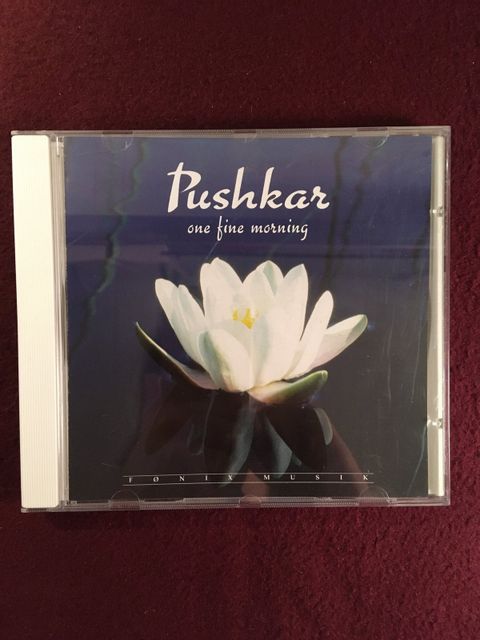 Pushkar
one fine morning
FØNIX MUSIK